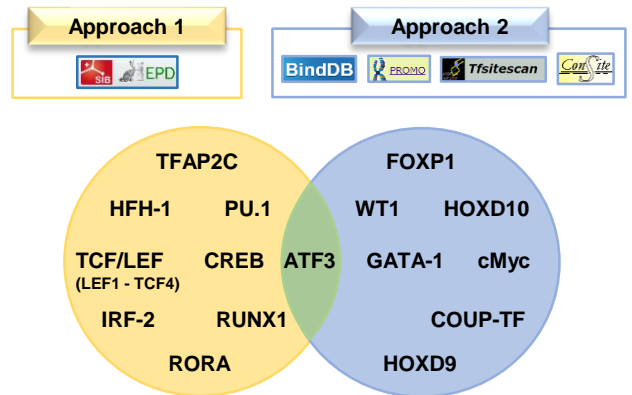 Approach 1
Approach 2
SIB EPD
BindDB PROMO Tfsitescan ConSite
TFAP2C FOXP1
HFH-1 PU.1 WT1 HOXD10
TCF/LEF CREB ATF3 GATA-1 cMyc
(LEF1 - TCF4)
IRF-2 RUNX1 COUP-TF
RORA HOXD9